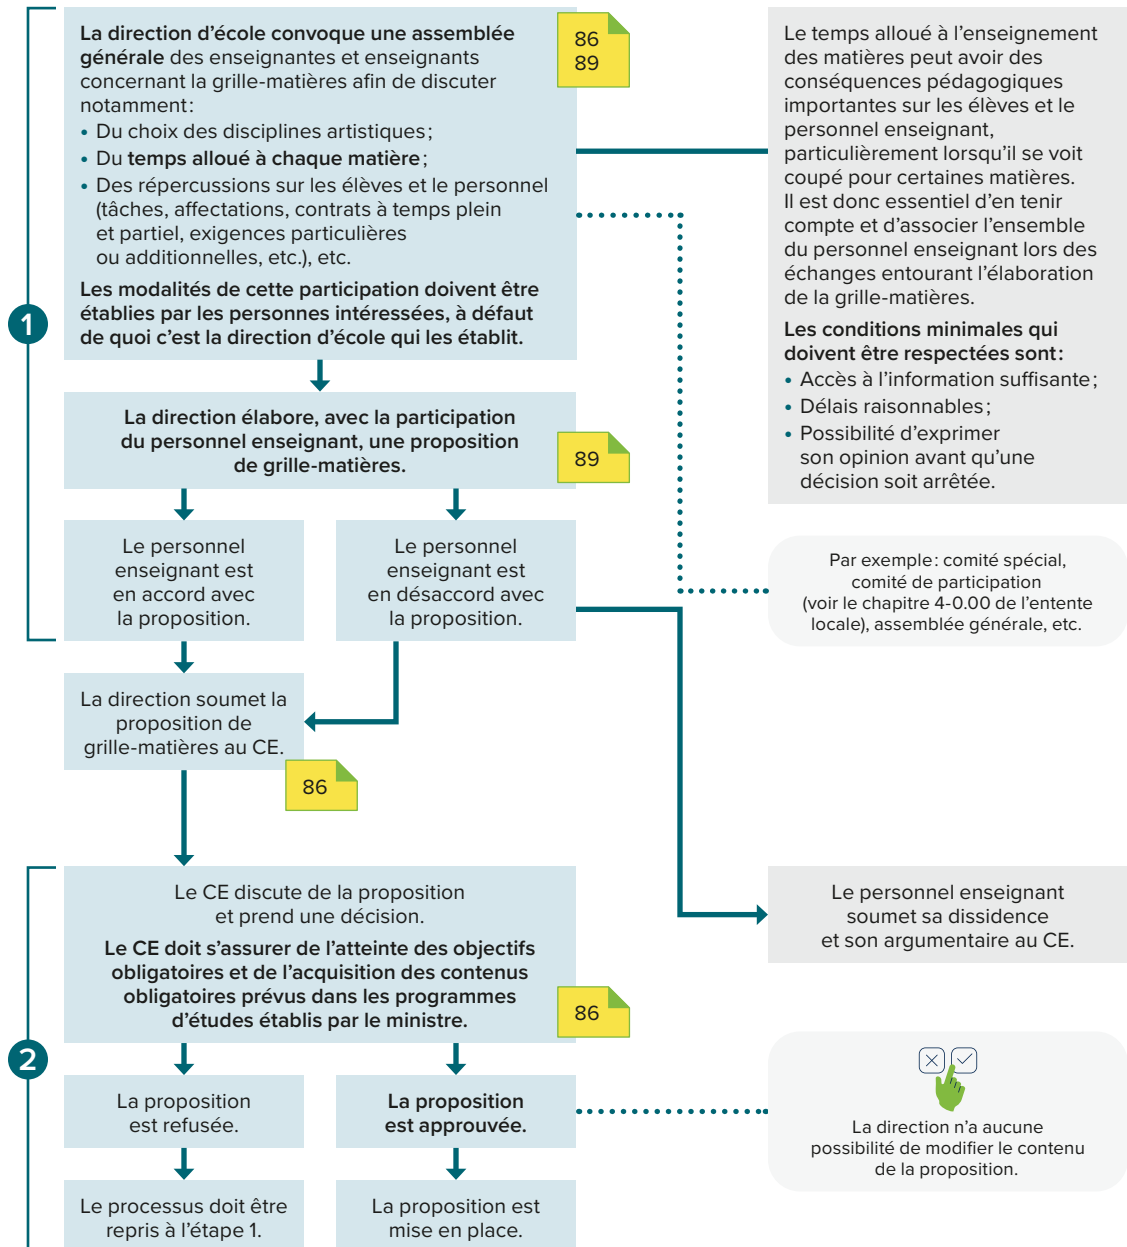 La direction d’école convoque une assemblée
générale des enseignantes et enseignants
concernant la grille-matières afin de discuter
notamment :
• Du choix des disciplines artistiques ;
• Du temps alloué à chaque matière ;
• Des répercussions sur les élèves et le personnel
(tâches, affectations, contrats à temps plein
et partiel, exigences particulières
ou additionnelles, etc.), etc.
Les modalités de cette participation doivent être
établies par les personnes intéressées, à défaut
de quoi c’est la direction d’école qui les établit.
86
89
Le temps alloué à l’enseignement
des matières peut avoir des
conséquences pédagogiques
importantes sur les élèves et le
personnel enseignant,
particulièrement lorsqu’il se voit
coupé pour certaines matières.
Il est donc essentiel d’en tenir
compte et d’associer l’ensemble
du personnel enseignant lors des
échanges entourant l’élaboration
de la grille-matières.
Les conditions minimales qui
doivent être respectées sont :
• Accès à l’information suffisante ;
• Délais raisonnables ;
• Possibilité d’exprimer
son opinion avant qu’une
décision soit arrêtée.
1
La direction élabore, avec la participation
du personnel enseignant, une proposition
de grille-matières.
89
Le personnel
enseignant est
en accord avec
la proposition.
Le personnel
enseignant est
en désaccord avec
la proposition.
Par exemple : comité spécial,
comité de participation
(voir le chapitre 4-0.00 de l’entente
locale), assemblée générale, etc.
La direction soumet la
proposition de
grille-matières au CE.
86
Le CE discute de la proposition
et prend une décision.
Le CE doit s’assurer de l’atteinte des objectifs
obligatoires et de l’acquisition des contenus
obligatoires prévus dans les programmes
d’études établis par le ministre.
86
Le personnel enseignant
soumet sa dissidence
et son argumentaire au CE.
2
La proposition
est refusée.
La proposition
est approuvée.
La direction n’a aucune
possibilité de modifier le contenu
de la proposition.
Le processus doit être
repris à l’étape 1.
La proposition est
mise en place.